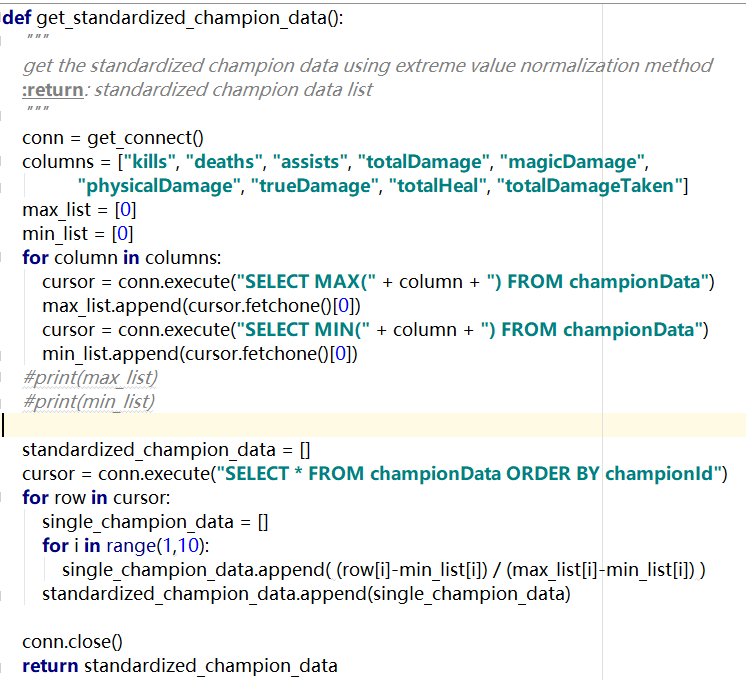 def get_standardized_champion_data():
    """
    get the standardized champion data using extreme value normalization method
    :return: standardized champion data list
    """
    conn = get_connect()
    columns = ["kills", "deaths", "assists", "totalDamage", "magicDamage",
               "physicalDamage", "trueDamage", "totalHeal", "totalDamageTaken"]
    max_list = [0]
    min_list = [0]
    for column in columns:
        cursor = conn.execute("SELECT MAX(" + column + ") FROM championData")
        max_list.append(cursor.fetchone()[0])
        cursor = conn.execute("SELECT MIN(" + column + ") FROM championData")
        min_list.append(cursor.fetchone()[0])
    #print(max_list)
    #print(min_list)

    standardized_champion_data = []
    cursor = conn.execute("SELECT * FROM championData ORDER BY championId")
    for row in cursor:
        single_champion_data = []
        for i in range(1,10):
            single_champion_data.append( (row[i]-min_list[i]) / (max_list[i]-min_list[i]) )
        standardized_champion_data.append(single_champion_data)

    conn.close()
    return standardized_champion_data